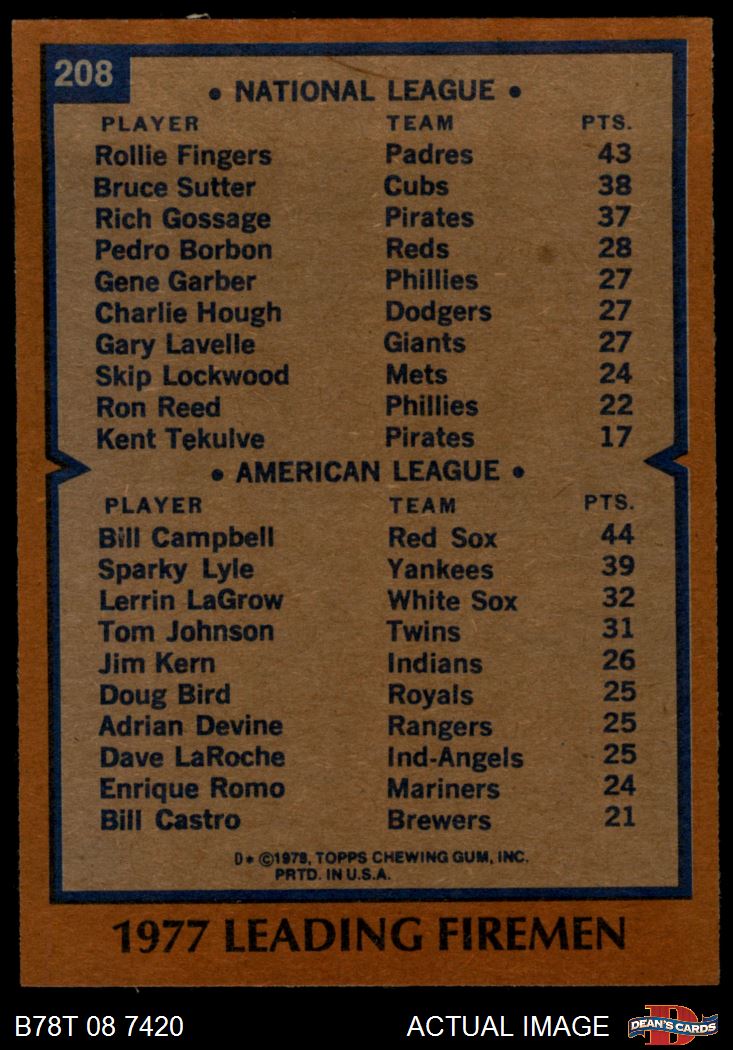 208
• NATIONAL LEAGUE •
PLAYER TEAM PTS.
Rollie Fingers Padres 43
Bruce Sutter Cubs 38
Rich Gossage Pirates 37
Pedro Borbon Reds 28
Gene Garber Phillies 27
Charlie Hough Dodgers 27
Gary Lavelle Giants 27
Skip Lockwood Mets 24
Ron Reed Phillies 22
Kent Tekulve Pirates 17
• AMERICAN LEAGUE •
PLAYER TEAM PTS.
Bill Campbell Red Sox 44
Sparky Lyle Yankees 39
Lerrin LaGrow White Sox 32
Tom Johnson Twins 31
Jim Kern Indians 26
Doug Bird Royals 25
Adrian Devine Rangers 25
Dave LaRoche Ind-Angels 25
Enrique Romo Mariners 24
Bill Castro Brewers 21
D* ©1978, TOPPS CHEWING GUM, INC.
PRTD. IN U.S.A.
1977 LEADING FIREMEN
B78T 08 7420 ACTUAL IMAGE D DEAN'S CARDS